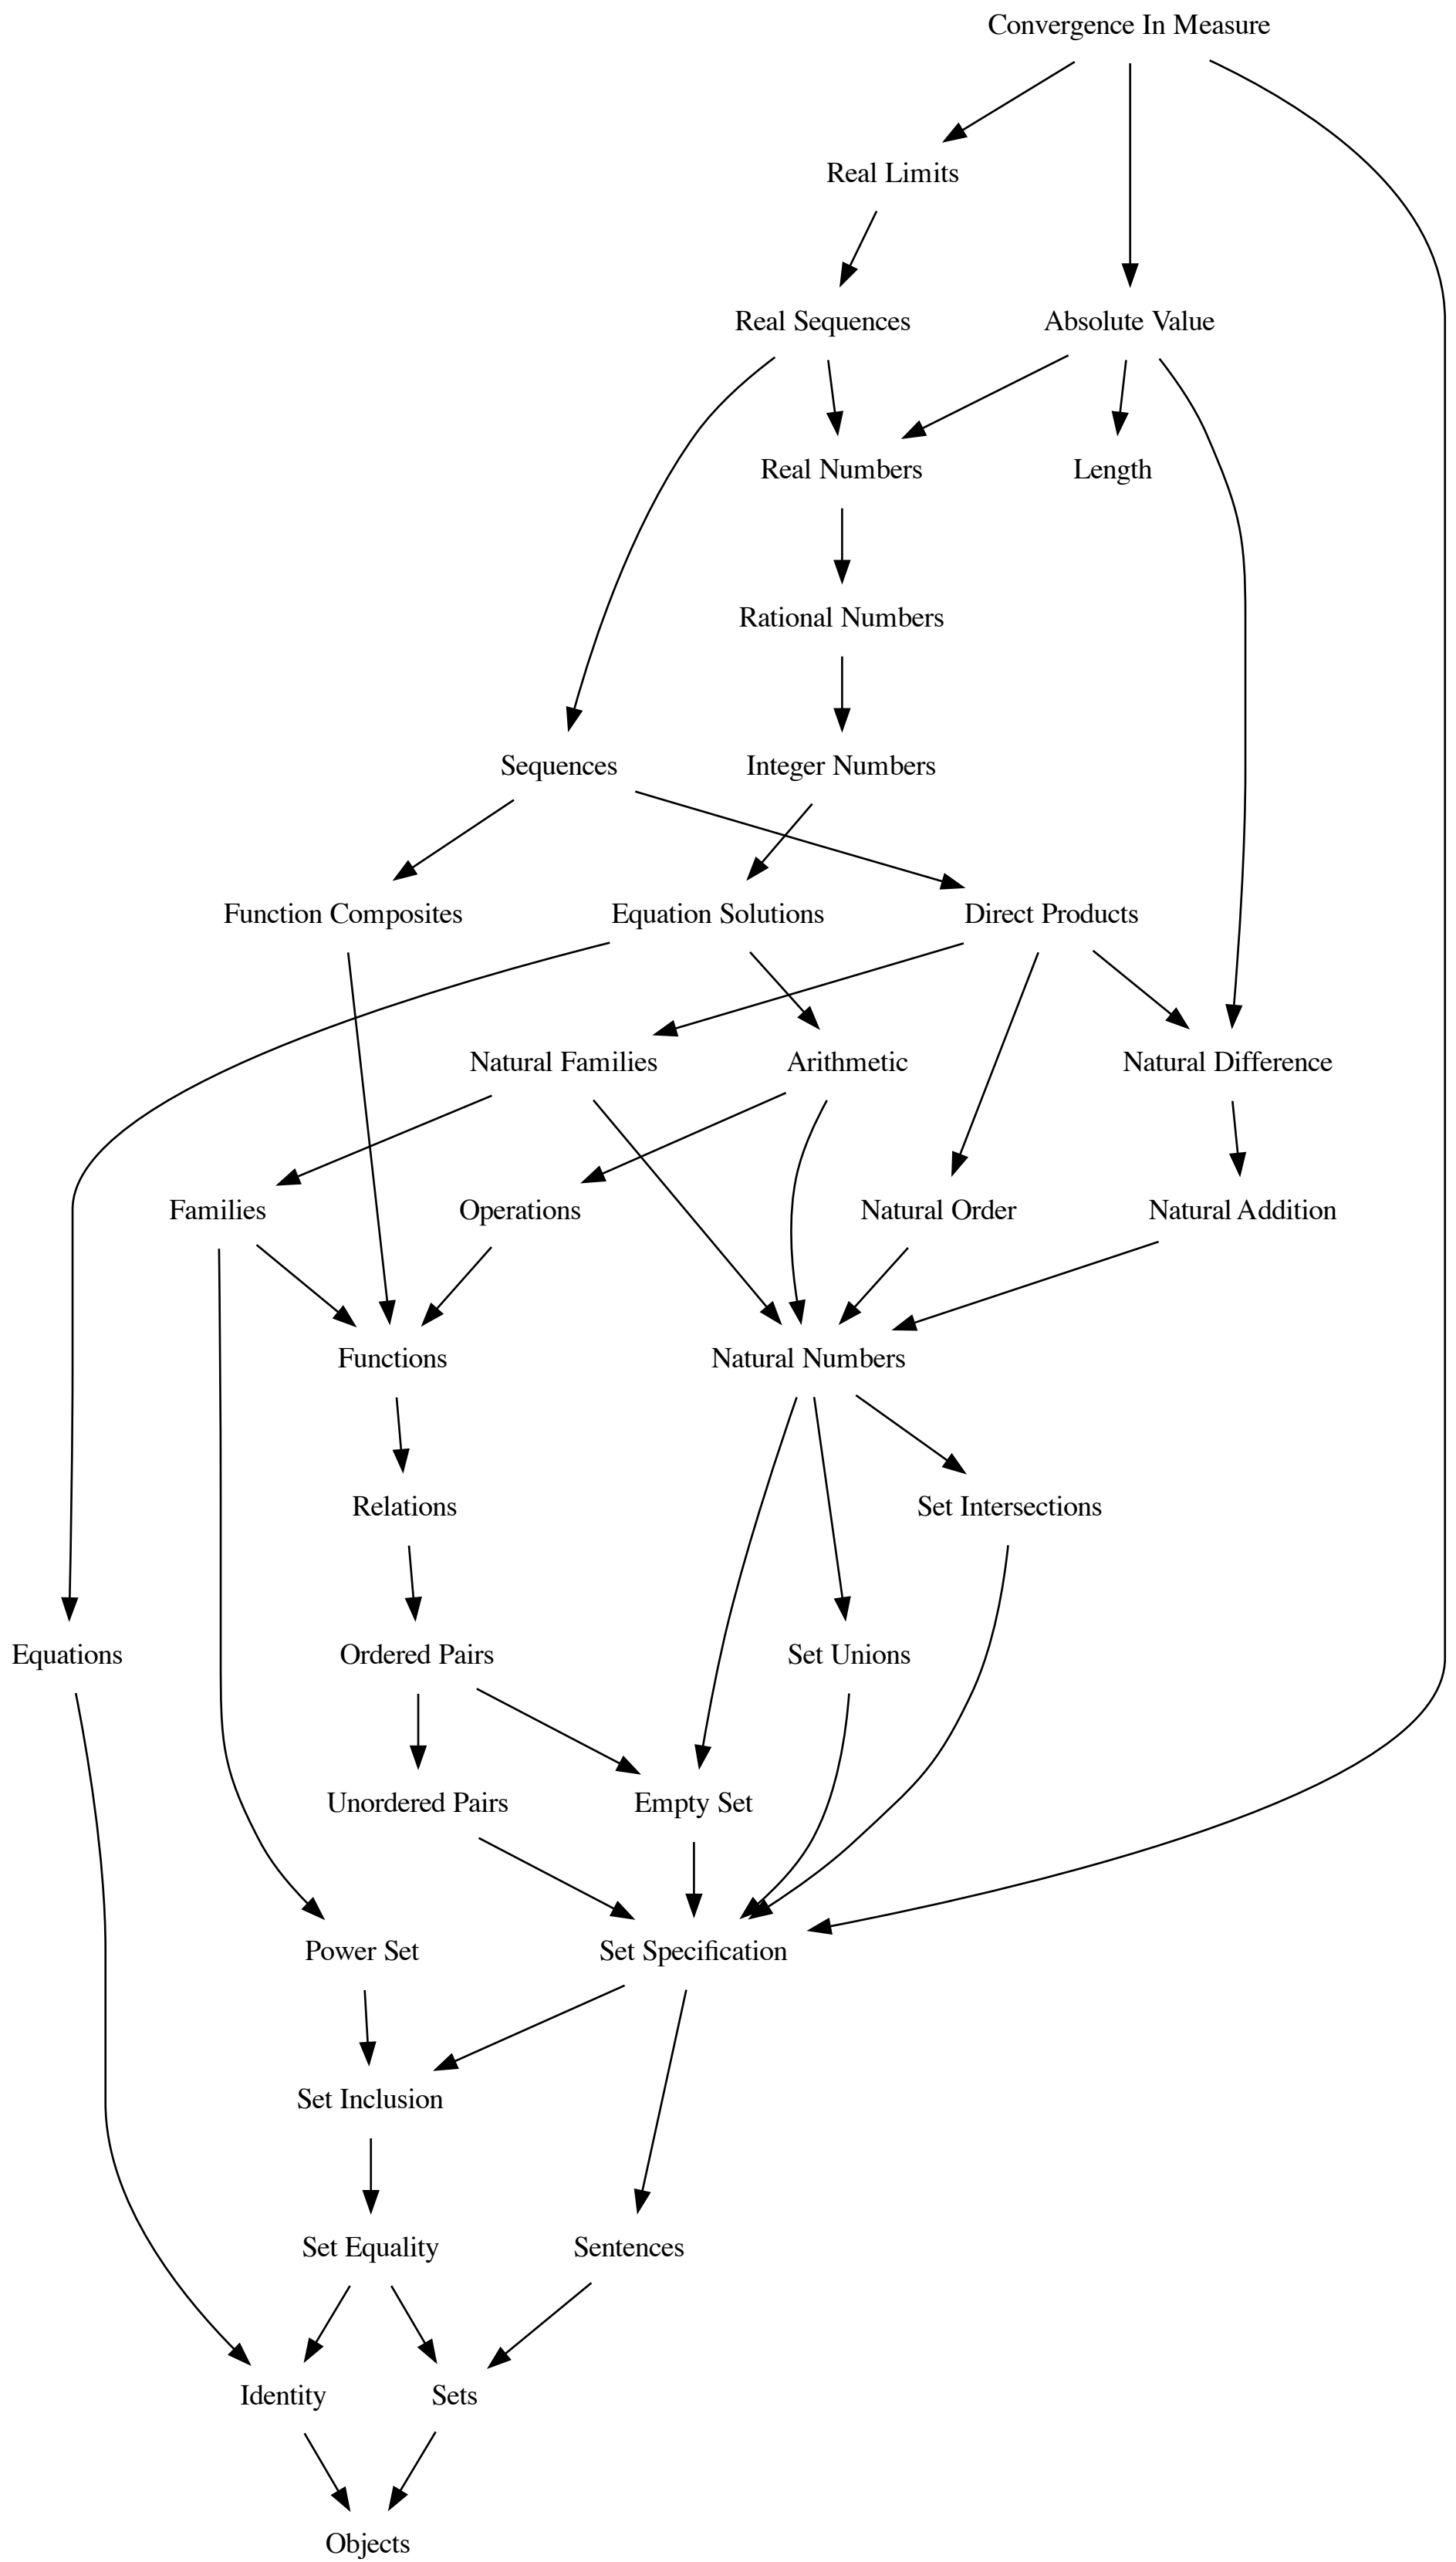 Convergence In Measure
Real Limits
Real Sequences
Absolute Value
Real Numbers
Length
Rational Numbers
Sequences
Integer Numbers
Function Composites
Equation Solutions
Direct Products
Natural Families
Arithmetic
Natural Difference
Families
Operations
Natural Order
Natural Addition
Functions
Natural Numbers
Relations
Set Intersections
Equations
Ordered Pairs
Set Unions
Unordered Pairs
Empty Set
Power Set
Set Specification
Set Inclusion
Set Equality
Sentences
Identity
Sets
Objects